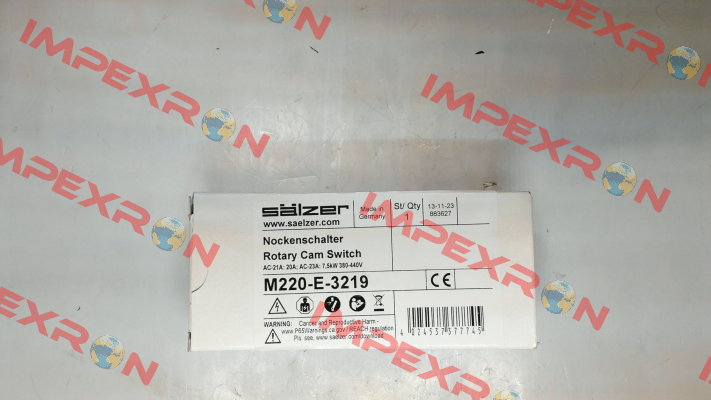 IMPEXRON
IMPEXRON
IMPEXRON
IMPEXRON
IMPEXRON
IMPEXRON
IMPEXRON
sälzer
www.saelzer.com
Made in
Germany
St/ Qty
1
13-11-23
883627
Nockenschalter
Rotary Cam Switch
AC-21A: 20A; AC-23A: 7,5kW 380-440V
M220-E-3219
CE
WARNING: Cancer and Reproductive Harm -
www.P65Warnings.ca.gov / REACH regulation
Pls. see, www.saelzer.com/download
4 024537 377745